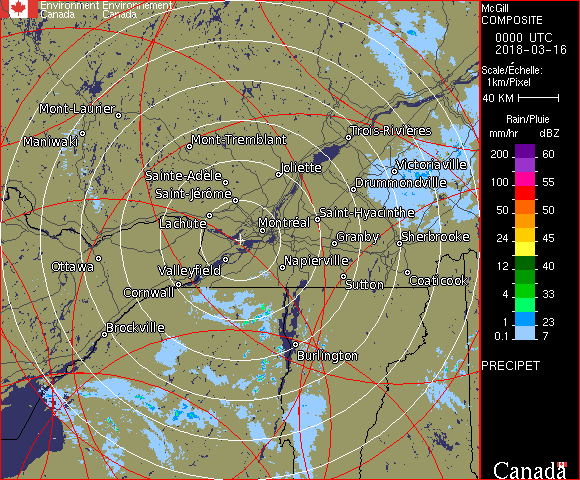 Environment Environnement
Canada Canada
McGill
COMPOSITE
0000 UTC
2018-03-16
Scale/Échelle:
1km/Pixel
40 KM
Rain/Pluie
mm/hr dBZ
200 60
150 57
100 55
50 50
24 45
12 40
4 33
1 23
0.1 7
PRECIPET
Canada
Mont-Laurier
Maniwaki
Mont-Tremblant
Trois-Rivières
Sainte-Adèle
Joliette
Victoriaville
Saint-Jérôme
Drummondville
Lachute
Montréal
Saint-Hyacinthe
Granby
Sherbrooke
Ottawa
Valleyfield
Napierville
Cornwall
Sutton
Coaticook
Brockville
Burlington